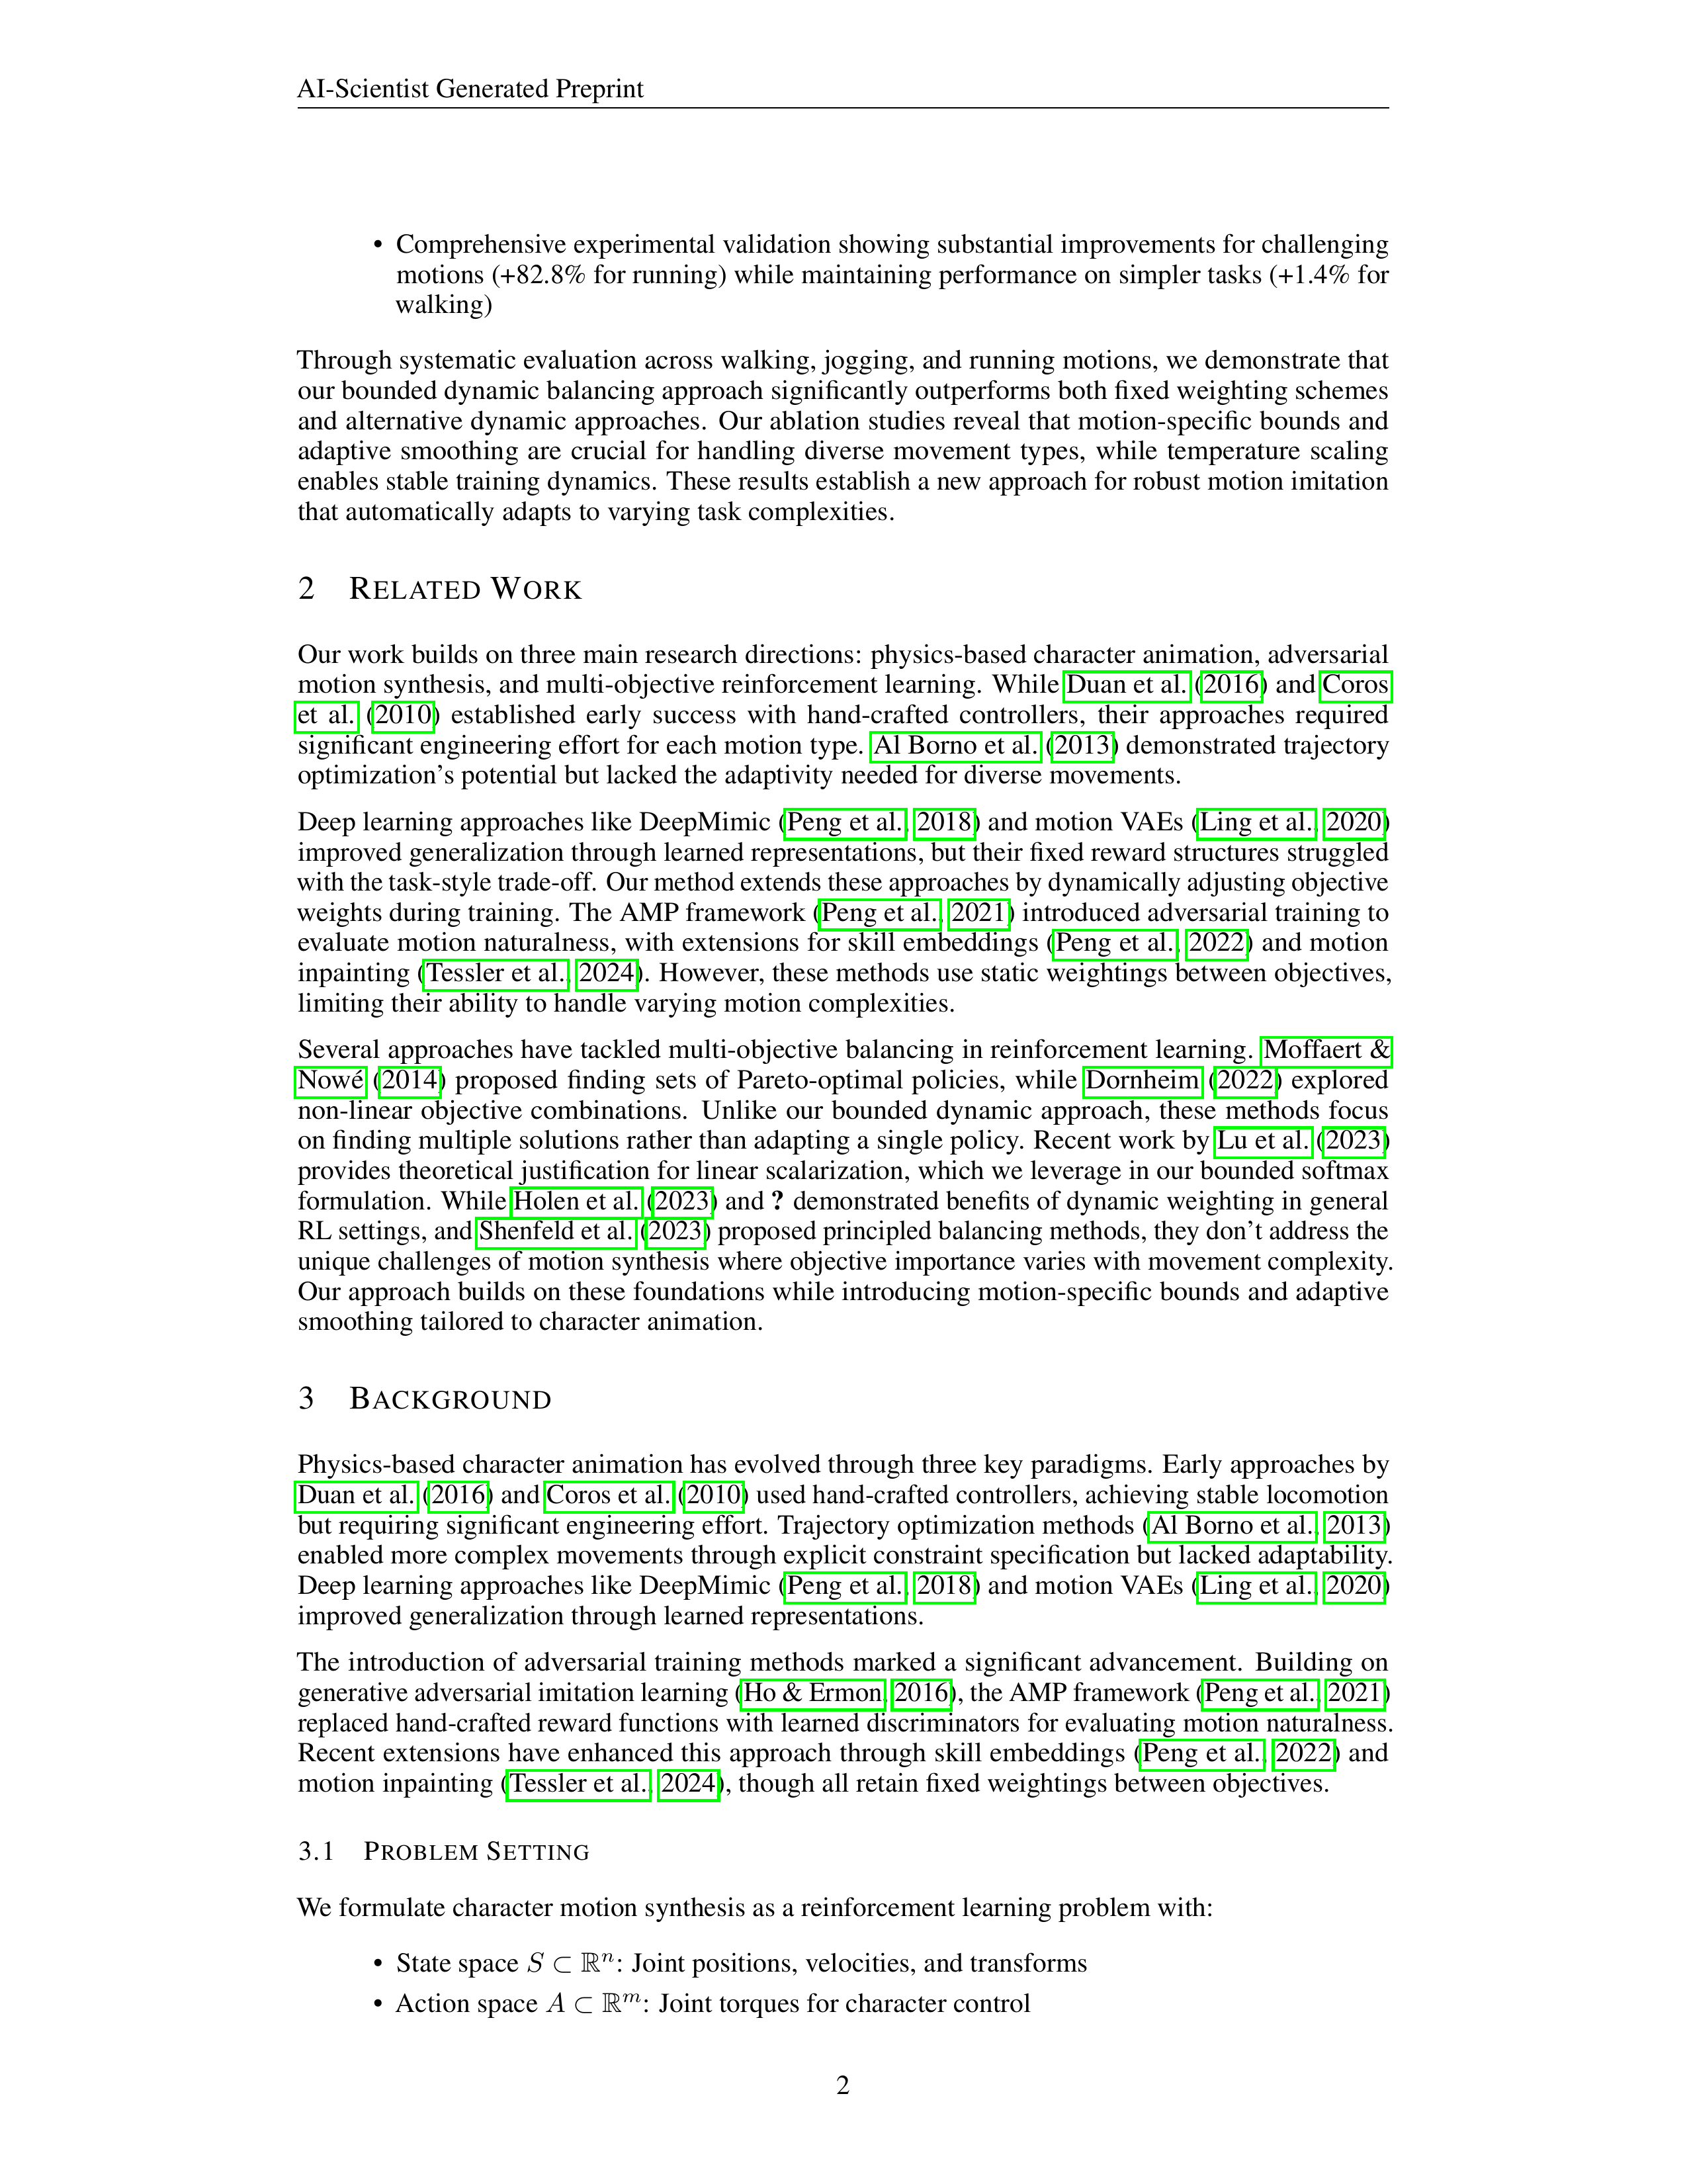 AI-Scientist Generated Preprint
• Comprehensive experimental validation showing substantial improvements for challenging
motions (+82.8% for running) while maintaining performance on simpler tasks (+1.4% for
walking)
Through systematic evaluation across walking, jogging, and running motions, we demonstrate that
our bounded dynamic balancing approach significantly outperforms both fixed weighting schemes
and alternative dynamic approaches. Our ablation studies reveal that motion-specific bounds and
adaptive smoothing are crucial for handling diverse movement types, while temperature scaling
enables stable training dynamics. These results establish a new approach for robust motion imitation
that automatically adapts to varying task complexities.
2 RELATED WORK
Our work builds on three main research directions: physics-based character animation, adversarial
motion synthesis, and multi-objective reinforcement learning. While Duan et al. (2016) and Coros
et al. (2010) established early success with hand-crafted controllers, their approaches required
significant engineering effort for each motion type. Al Borno et al. (2013) demonstrated trajectory
optimization's potential but lacked the adaptivity needed for diverse movements.
Deep learning approaches like DeepMimic (Peng et al., 2018) and motion VAEs (Ling et al., 2020)
improved generalization through learned representations, but their fixed reward structures struggled
with the task-style trade-off. Our method extends these approaches by dynamically adjusting objective
weights during training. The AMP framework (Peng et al., 2021) introduced adversarial training to
evaluate motion naturalness, with extensions for skill embeddings (Peng et al., 2022) and motion
inpainting (Tessler et al., 2024). However, these methods use static weightings between objectives,
limiting their ability to handle varying motion complexities.
Several approaches have tackled multi-objective balancing in reinforcement learning. Moffaert &
Nowé (2014) proposed finding sets of Pareto-optimal policies, while Dornheim (2022) explored
non-linear objective combinations. Unlike our bounded dynamic approach, these methods focus
on finding multiple solutions rather than adapting a single policy. Recent work by Lu et al. (2023)
provides theoretical justification for linear scalarization, which we leverage in our bounded softmax
formulation. While Holen et al. (2023) and ? demonstrated benefits of dynamic weighting in general
RL settings, and Shenfeld et al. (2023) proposed principled balancing methods, they don't address the
unique challenges of motion synthesis where objective importance varies with movement complexity.
Our approach builds on these foundations while introducing motion-specific bounds and adaptive
smoothing tailored to character animation.
3 BACKGROUND
Physics-based character animation has evolved through three key paradigms. Early approaches by
Duan et al. (2016) and Coros et al. (2010) used hand-crafted controllers, achieving stable locomotion
but requiring significant engineering effort. Trajectory optimization methods (Al Borno et al., 2013)
enabled more complex movements through explicit constraint specification but lacked adaptability.
Deep learning approaches like DeepMimic (Peng et al., 2018) and motion VAEs (Ling et al., 2020)
improved generalization through learned representations.
The introduction of adversarial training methods marked a significant advancement. Building on
generative adversarial imitation learning (Ho & Ermon, 2016), the AMP framework (Peng et al., 2021)
replaced hand-crafted reward functions with learned discriminators for evaluating motion naturalness.
Recent extensions have enhanced this approach through skill embeddings (Peng et al., 2022) and
motion inpainting (Tessler et al., 2024), though all retain fixed weightings between objectives.
3.1 PROBLEM SETTING
We formulate character motion synthesis as a reinforcement learning problem with:
• State space S ⊂ ℝⁿ: Joint positions, velocities, and transforms
• Action space A ⊂ ℝᵐ: Joint torques for character control
2